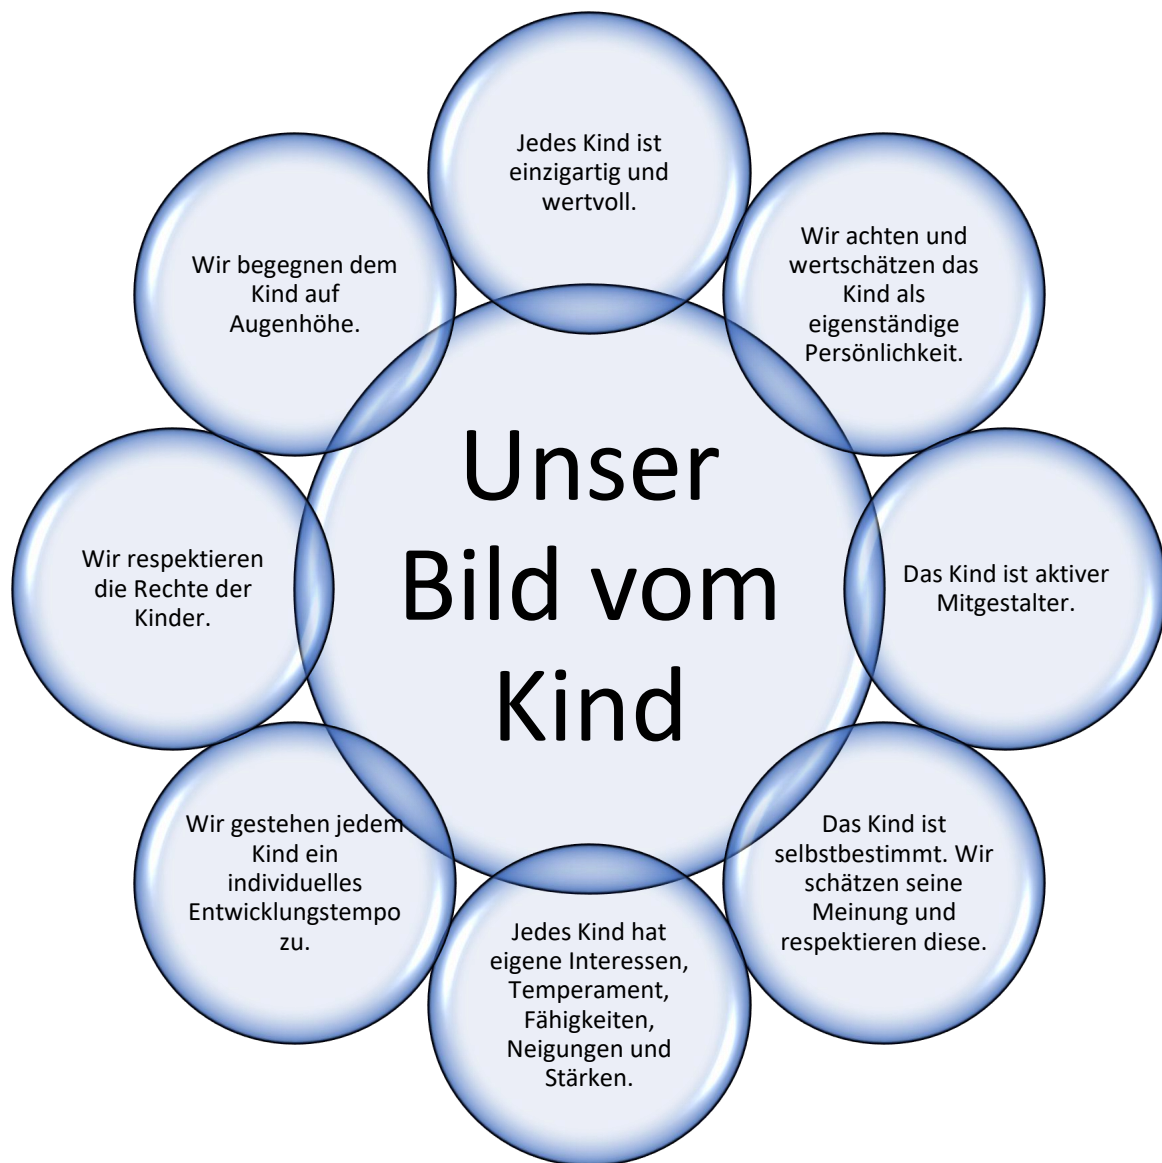 Unser
Bild vom
Kind
Jedes Kind ist
einzigartig und
wertvoll.
Wir achten und
wertschätzen das
Kind als
eigenständige
Persönlichkeit.
Das Kind ist aktiver
Mitgestalter.
Das Kind ist
selbstbestimmt. Wir
schätzen seine
Meinung und
respektieren diese.
Jedes Kind hat
eigene Interessen,
Temperament,
Fähigkeiten,
Neigungen und
Stärken.
Wir gestehen jedem
Kind ein
individuelles
Entwicklungstempo
zu.
Wir respektieren
die Rechte der
Kinder.
Wir begegnen dem
Kind auf
Augenhöhe.